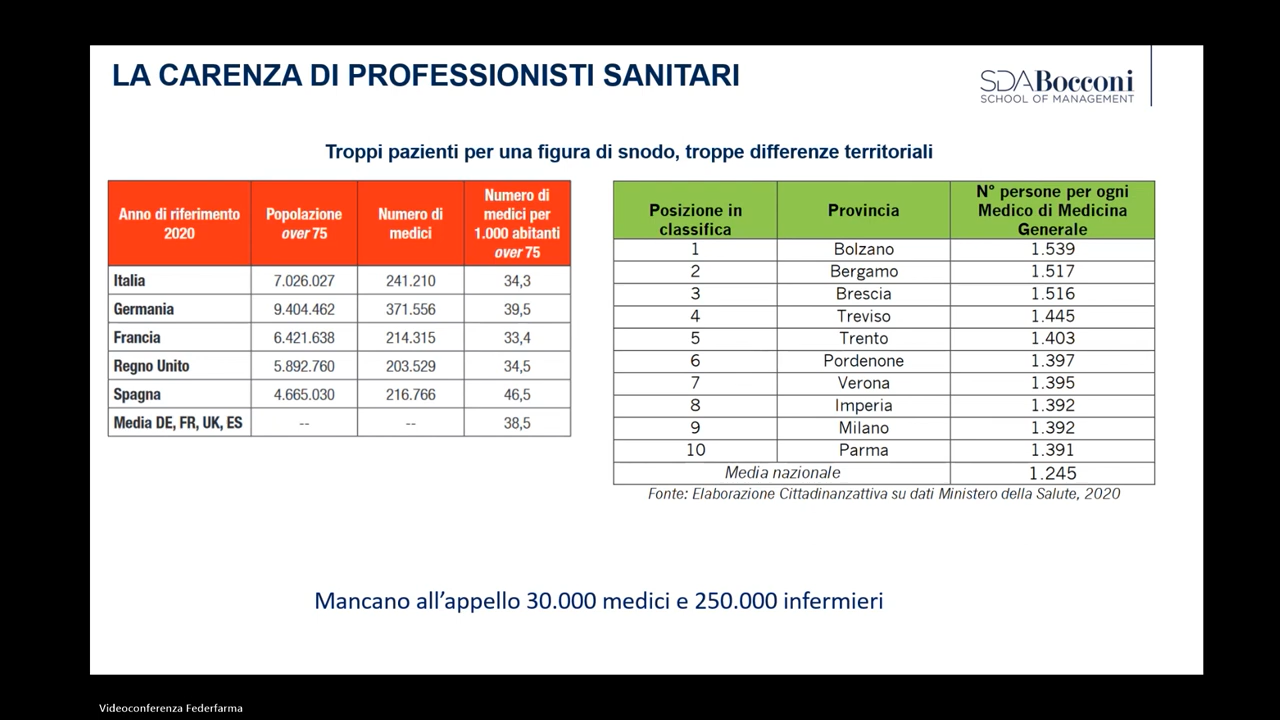 LA CARENZA DI PROFESSIONISTI SANITARI
SDA Bocconi
SCHOOL OF MANAGEMENT
Troppi pazienti per una figura di snodo, troppe differenze territoriali
Anno di riferimento 2020 | Popolazione over 75 | Numero di medici | Numero di medici per 1.000 abitanti over 75
Italia 7.026.027 241.210 34,3
Germania 9.404.462 371.556 39,5
Francia 6.421.638 214.315 33,4
Regno Unito 5.892.760 203.529 34,5
Spagna 4.665.030 216.766 46,5
Media DE, FR, UK, ES -- -- 38,5
Posizione in classifica | Provincia | N° persone per ogni Medico di Medicina Generale
1 Bolzano 1.539
2 Bergamo 1.517
3 Brescia 1.516
4 Treviso 1.445
5 Trento 1.403
6 Pordenone 1.397
7 Verona 1.395
8 Imperia 1.392
9 Milano 1.392
10 Parma 1.391
Media nazionale 1.245
Fonte: Elaborazione Cittadinanzattiva su dati Ministero della Salute, 2020
Mancano all’appello 30.000 medici e 250.000 infermieri
Videoconferenza Federfarma